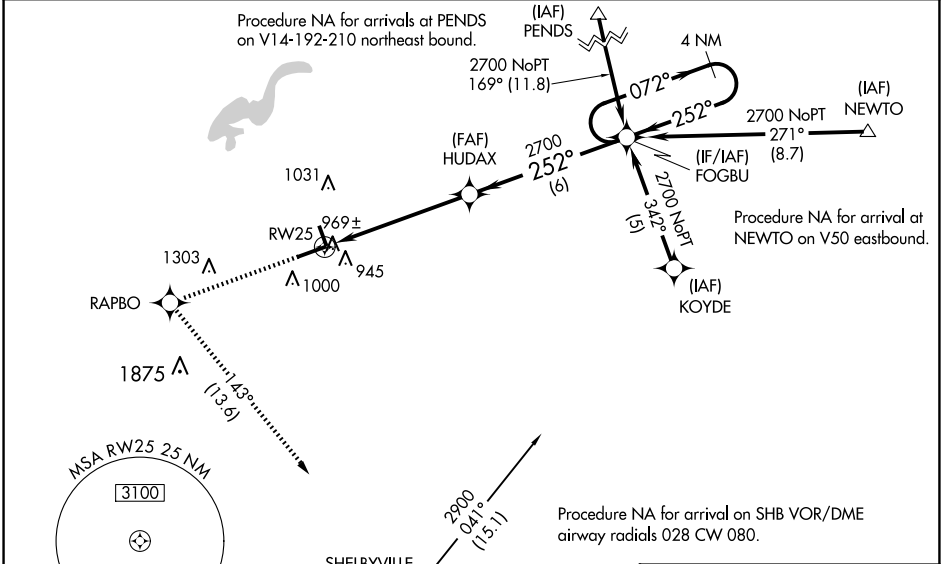 Procedure NA for arrivals at PENDS
on V14-192-210 northeast bound.
(IAF)
PENDS
2700 NoPT
169° (11.8)
4 NM
072°
252°
(IAF)
NEWTO
2700 NoPT
271°
(8.7)
(IF/IAF)
FOGBU
(FAF)
HUDAX
2700
252°
(6)
2700 NoPT
342°
(5)
Procedure NA for arrival at
NEWTO on V50 eastbound.
(IAF)
KOYDE
1031
969±
RW25
945
1303
1000
RAPBO
1875
143°
(13.6)
MSA RW25 25 NM
3100
2900
041°
(15.1)
Procedure NA for arrival on SHB VOR/DME
airway radials 028 CW 080.
SHELBYVILLE